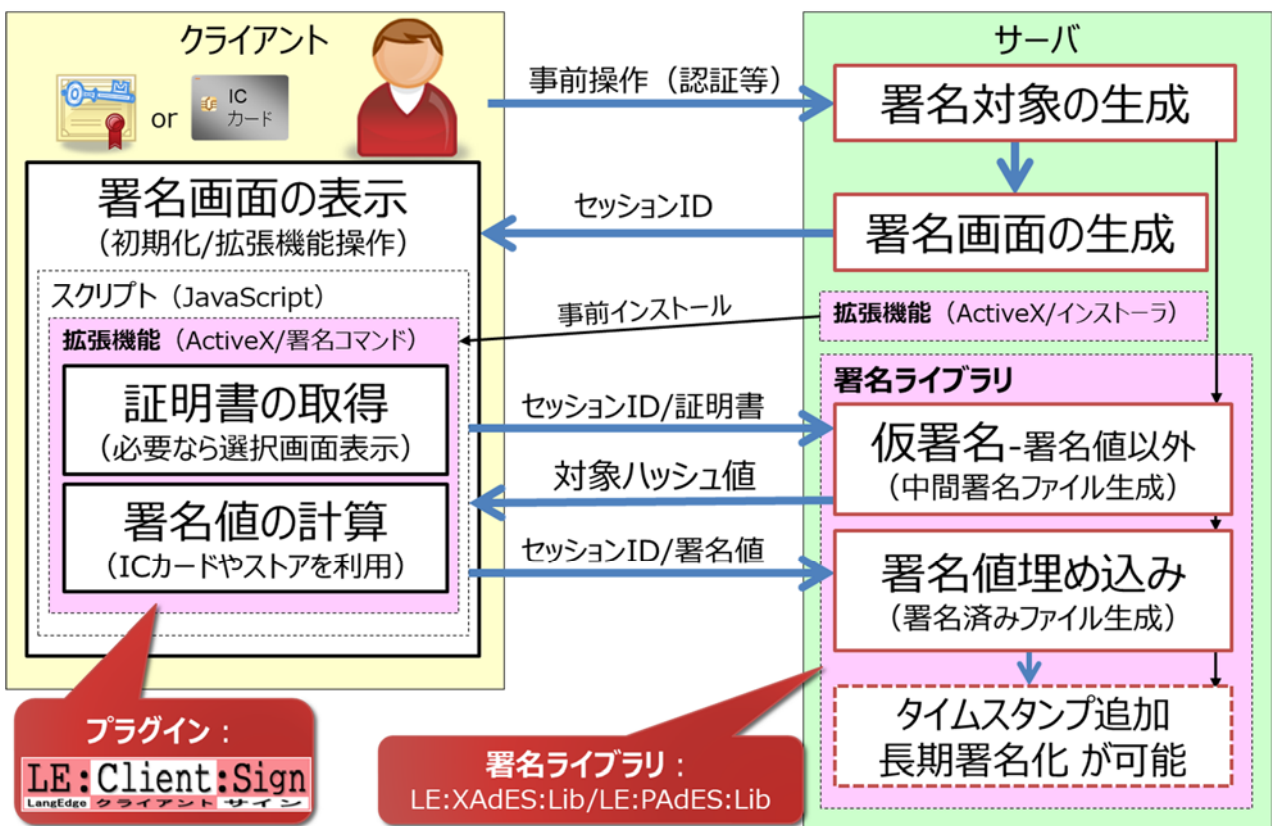 クライアント
or
IC
カード
署名画面の表示
（初期化/拡張機能操作）
スクリプト（JavaScript）
拡張機能（ActiveX/署名コマンド）
証明書の取得
（必要なら選択画面表示）
署名値の計算
（ICカードやストアを利用）
プラグイン：
LE:Client:Sign
LangEdge クライアント サイン
事前操作（認証等）
セッションID
事前インストール
セッションID/証明書
対象ハッシュ値
セッションID/署名値
サーバ
署名対象の生成
署名画面の生成
拡張機能（ActiveX/インストーラ）
署名ライブラリ
仮署名-署名値以外
（中間署名ファイル生成）
署名値埋め込み
（署名済みファイル生成）
タイムスタンプ追加
長期署名化 が可能
署名ライブラリ：
LE:XAdES:Lib/LE:PAdES:Lib